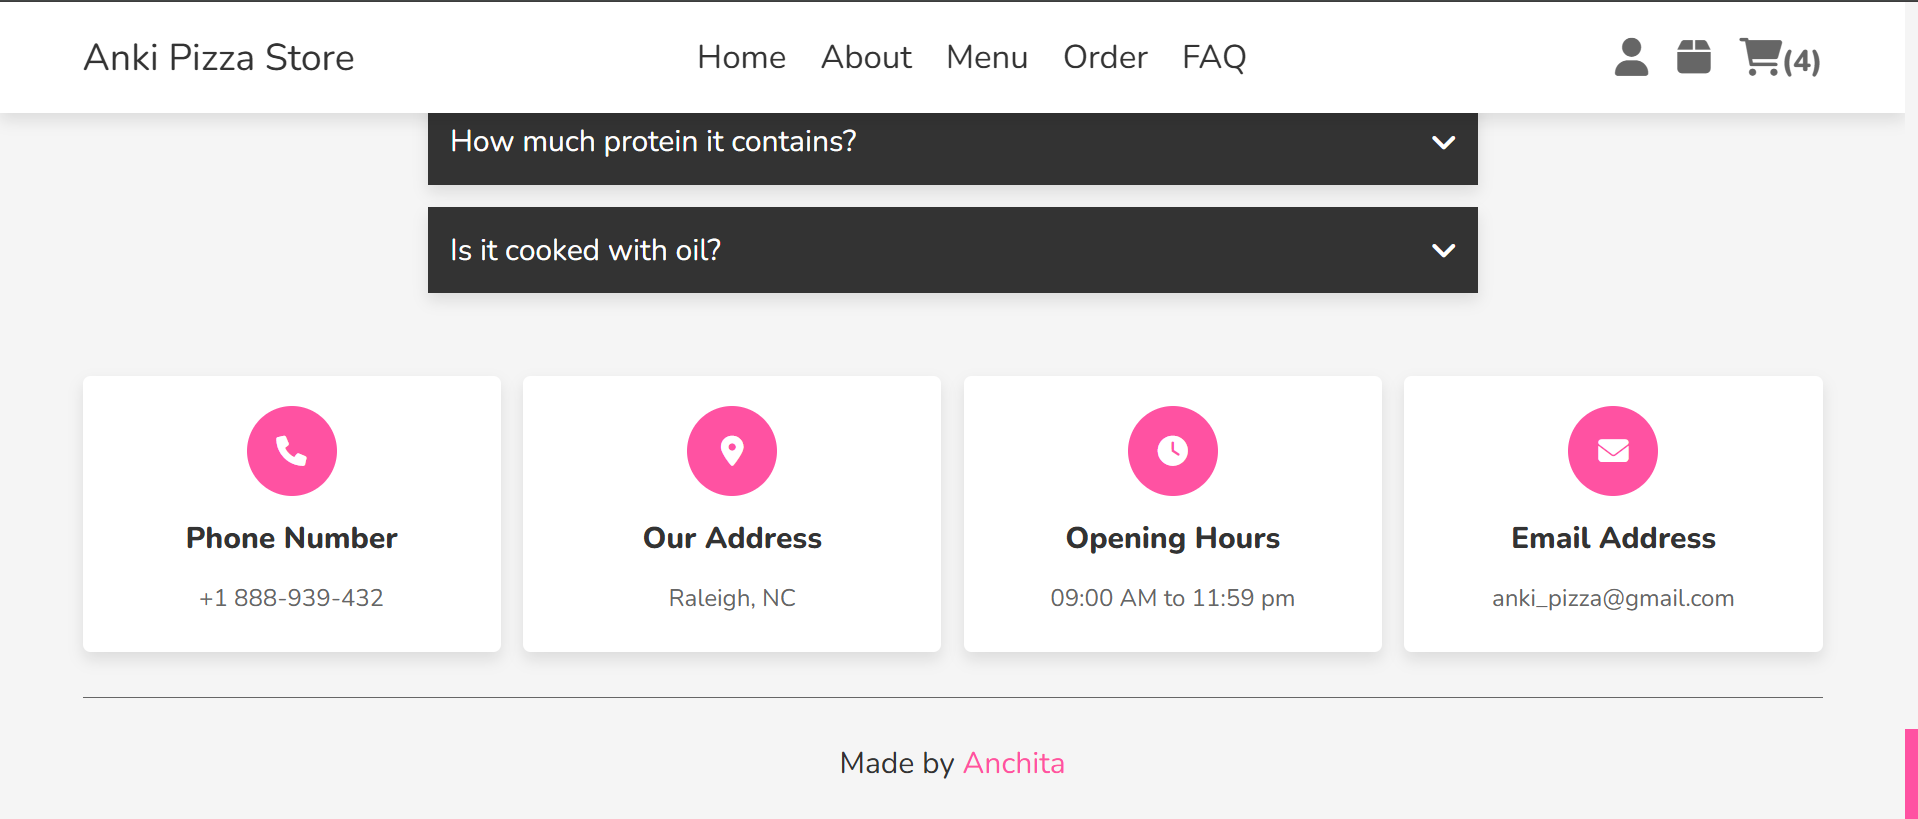 Anki Pizza Store Home About Menu Order FAQ (4)
How much protein it contains?
Is it cooked with oil?
Phone Number
+1 888-939-432
Our Address
Raleigh, NC
Opening Hours
09:00 AM to 11:59 pm
Email Address
anki_pizza@gmail.com
Made by Anchita